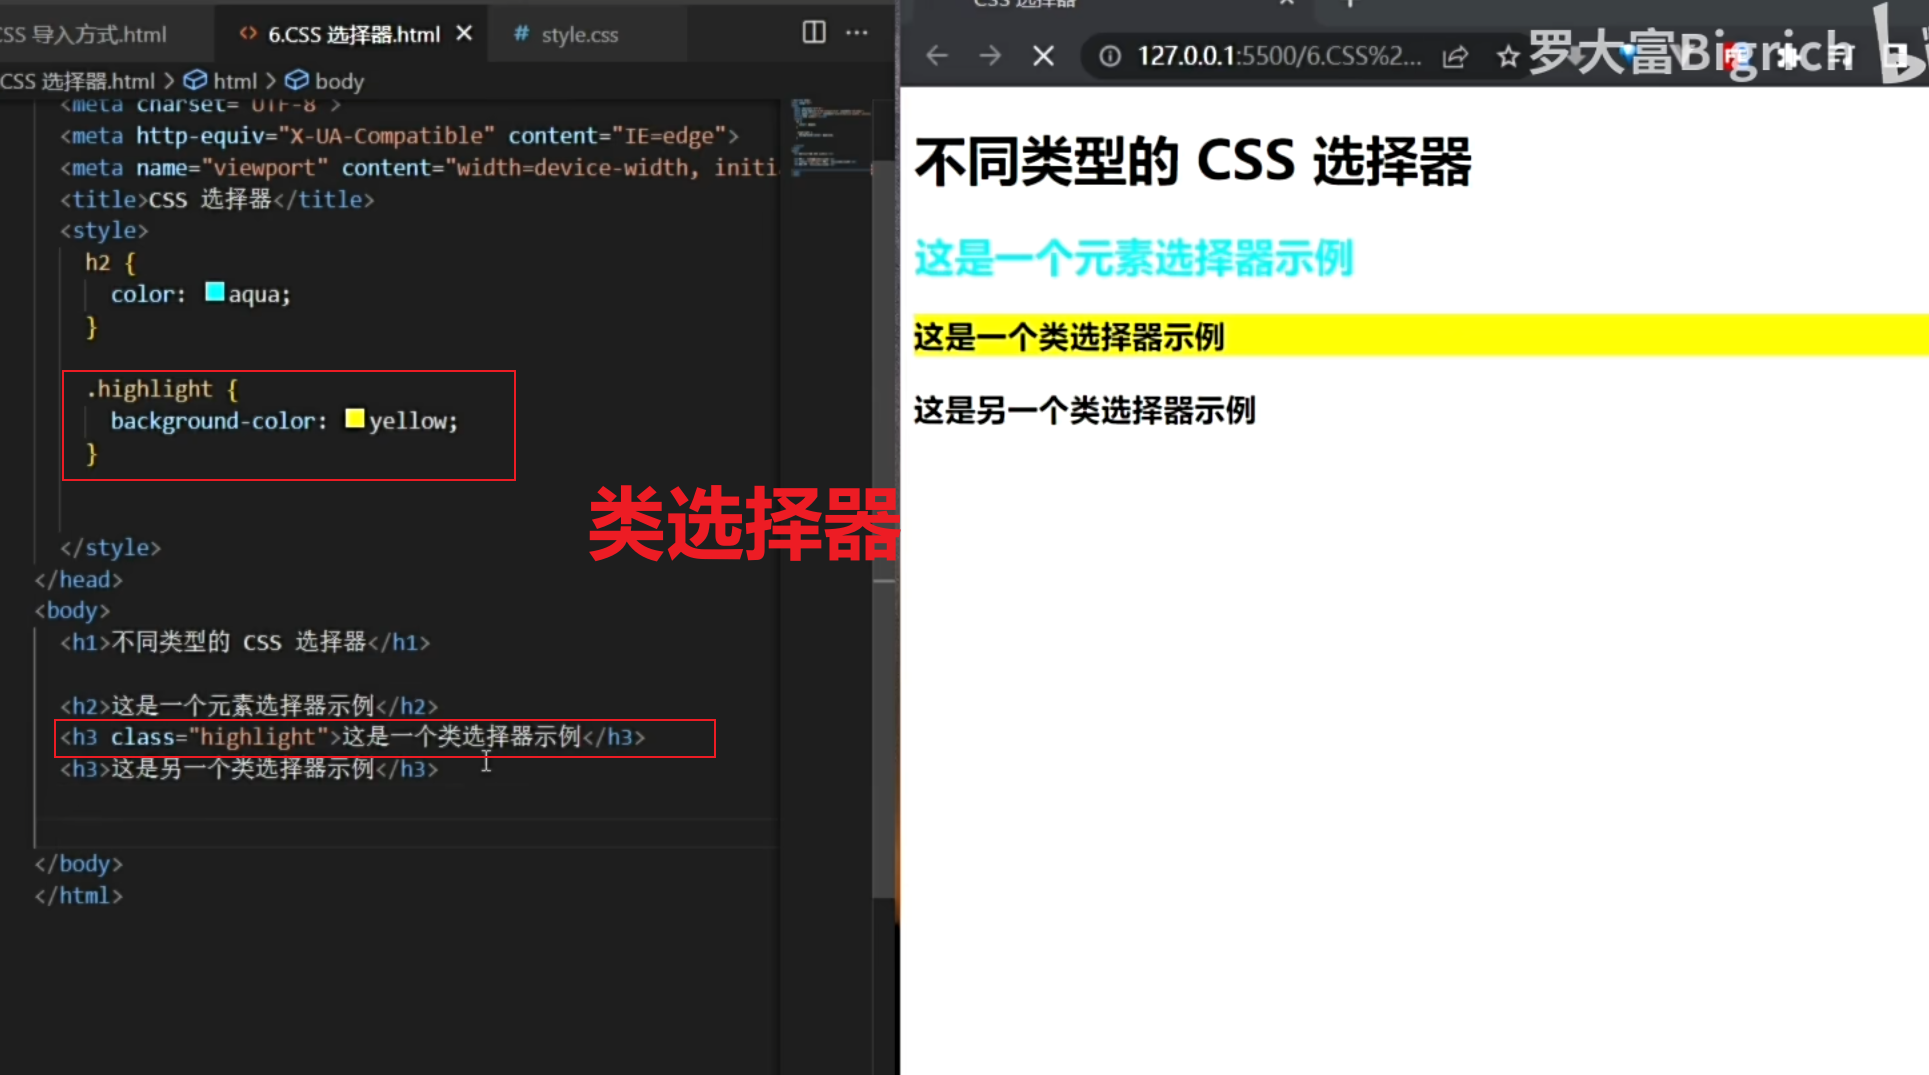 CSS 导入方式.html
6.CSS 选择器.html
# style.css
CSS 选择器.html > html > body
<meta charset="UTF-8">
<meta http-equiv="X-UA-Compatible" content="IE=edge">
<meta name="viewport" content="width=device-width, initi
<title>CSS 选择器</title>
<style>
h2 {
color: aqua;
}
.highlight {
background-color: yellow;
}
</style>
</head>
<body>
<h1>不同类型的 CSS 选择器</h1>
<h2>这是一个元素选择器示例</h2>
<h3 class="highlight">这是一个类选择器示例</h3>
<h3>这是另一个类选择器示例</h3>
</body>
</html>
类选择器
CSS 选择器
127.0.0.1:5500/6.CSS%2...
罗大富Bigrich
不同类型的 CSS 选择器
这是一个元素选择器示例
这是一个类选择器示例
这是另一个类选择器示例